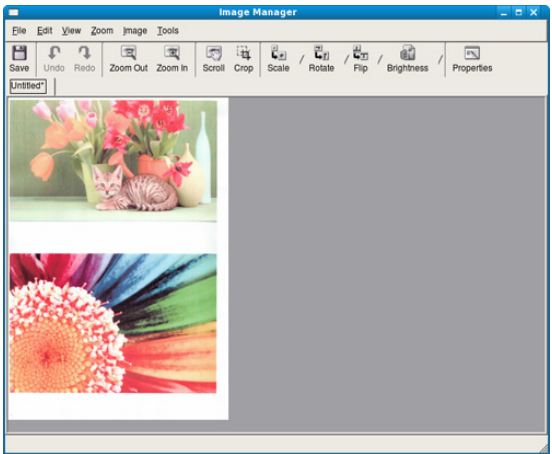 Image Manager
File Edit View Zoom Image Tools
Save Undo Redo Zoom Out Zoom In Scroll Crop Scale / Rotate / Flip / Brightness / Properties
Untitled*